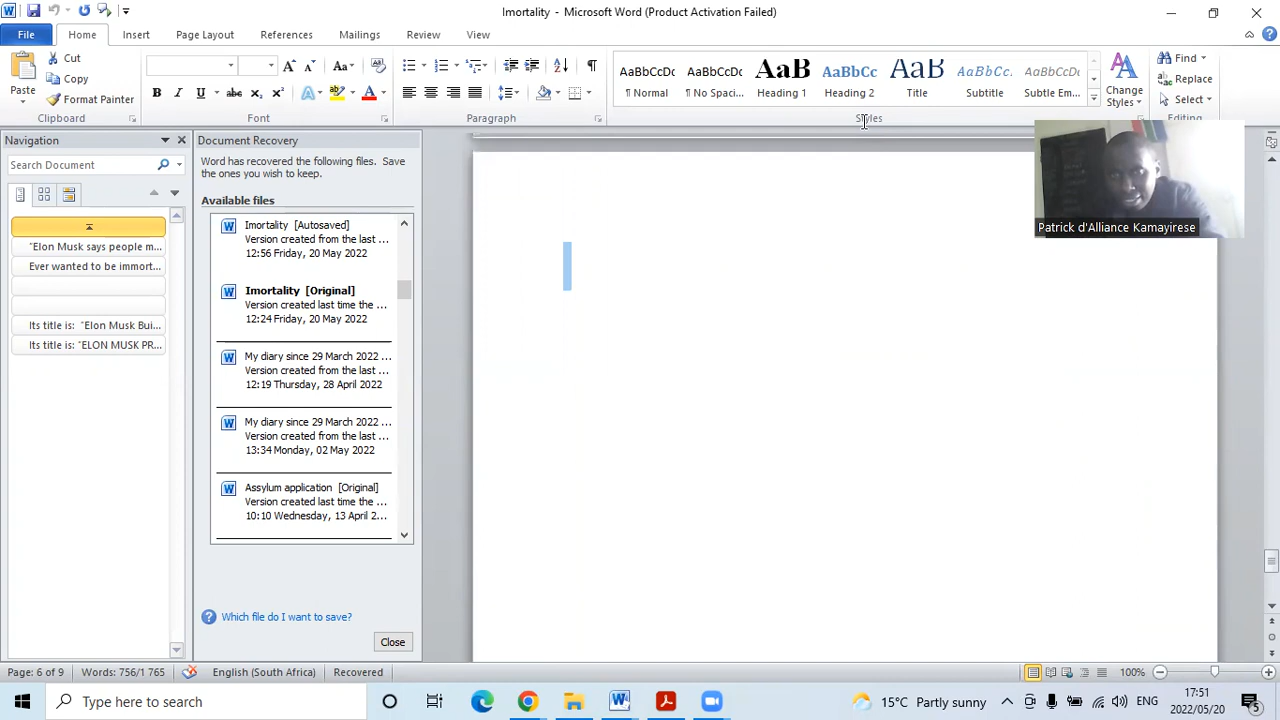 Imortality - Microsoft Word (Product Activation Failed)
File Home Insert Page Layout References Mailings Review View
Paste
Cut
Copy
Format Painter
Clipboard
Font
Paragraph
AaBbCcDc AaBbCcDc AaB AaBbCc AaB AaBbCc. AaBbCcDc
¶ Normal ¶ No Spaci... Heading 1 Heading 2 Title Subtitle Subtle Em...
Styles
Change Styles
Find
Replace
Select
Editing
Navigation
Search Document
"Elon Musk says people m...
Ever wanted to be immort...
Its title is: "Elon Musk Bui...
Its title is: "ELON MUSK PR...
Document Recovery
Word has recovered the following files. Save
the ones you wish to keep.
Available files
Imortality [Autosaved]
Version created from the last ...
12:56 Friday, 20 May 2022
Imortality [Original]
Version created last time the ...
12:24 Friday, 20 May 2022
My diary since 29 March 2022 ...
Version created from the last ...
12:19 Thursday, 28 April 2022
My diary since 29 March 2022 ...
Version created from the last ...
13:34 Monday, 02 May 2022
Assylum application [Original]
Version created last time the ...
10:10 Wednesday, 13 April 2...
Which file do I want to save?
Close
Patrick d'Alliance Kamayirese
Page: 6 of 9 Words: 756/1 765 English (South Africa) Recovered 100%
Type here to search
15°C Partly sunny ENG 17:51
2022/05/20
5